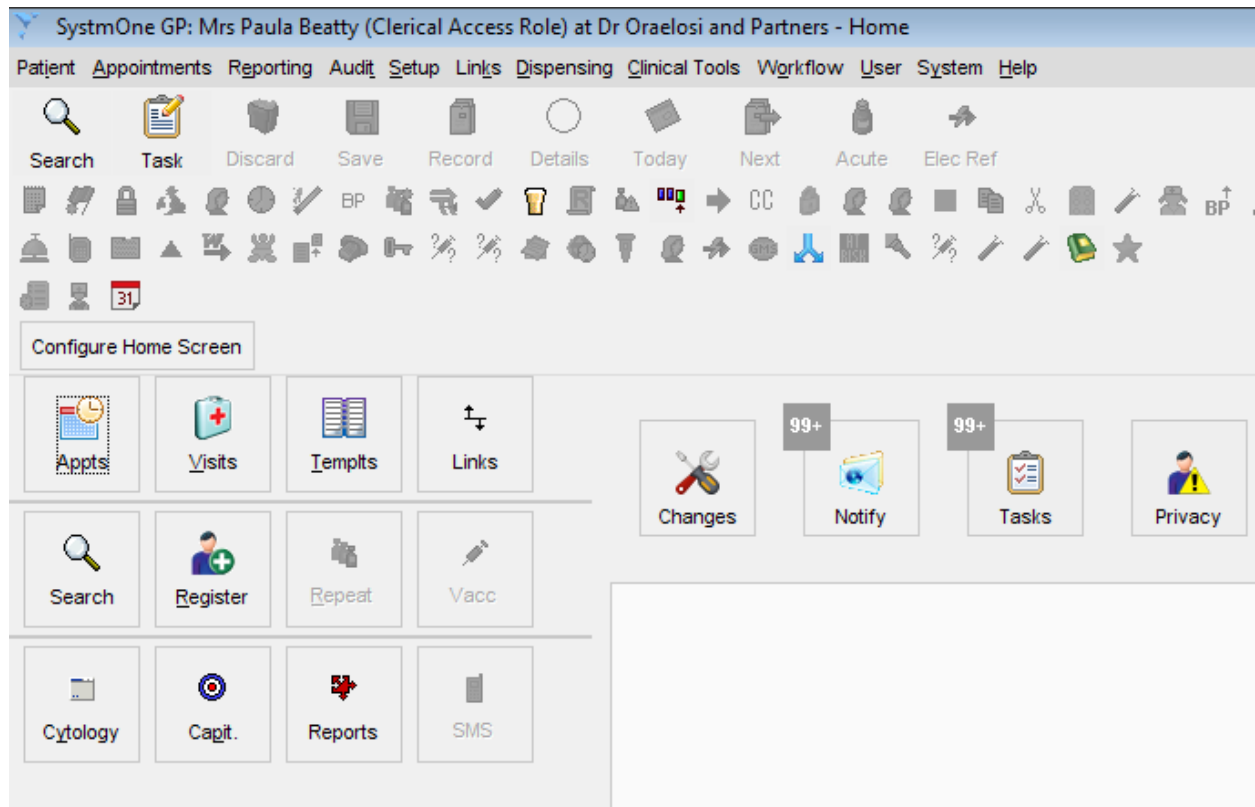 SystmOne GP: Mrs Paula Beatty (Clerical Access Role) at Dr Oraelosi and Partners - Home
Patient Appointments Reporting Audit Setup Links Dispensing Clinical Tools Workflow User System Help
Search Task Discard Save Record Details Today Next Acute Elec Ref
BP CC BP
GMS HI RISK
31
Configure Home Screen
Appts Visits Templts Links
99+ 99+
Changes Notify Tasks Privacy
Search Register Repeat Vacc
Cytology Capit. Reports SMS